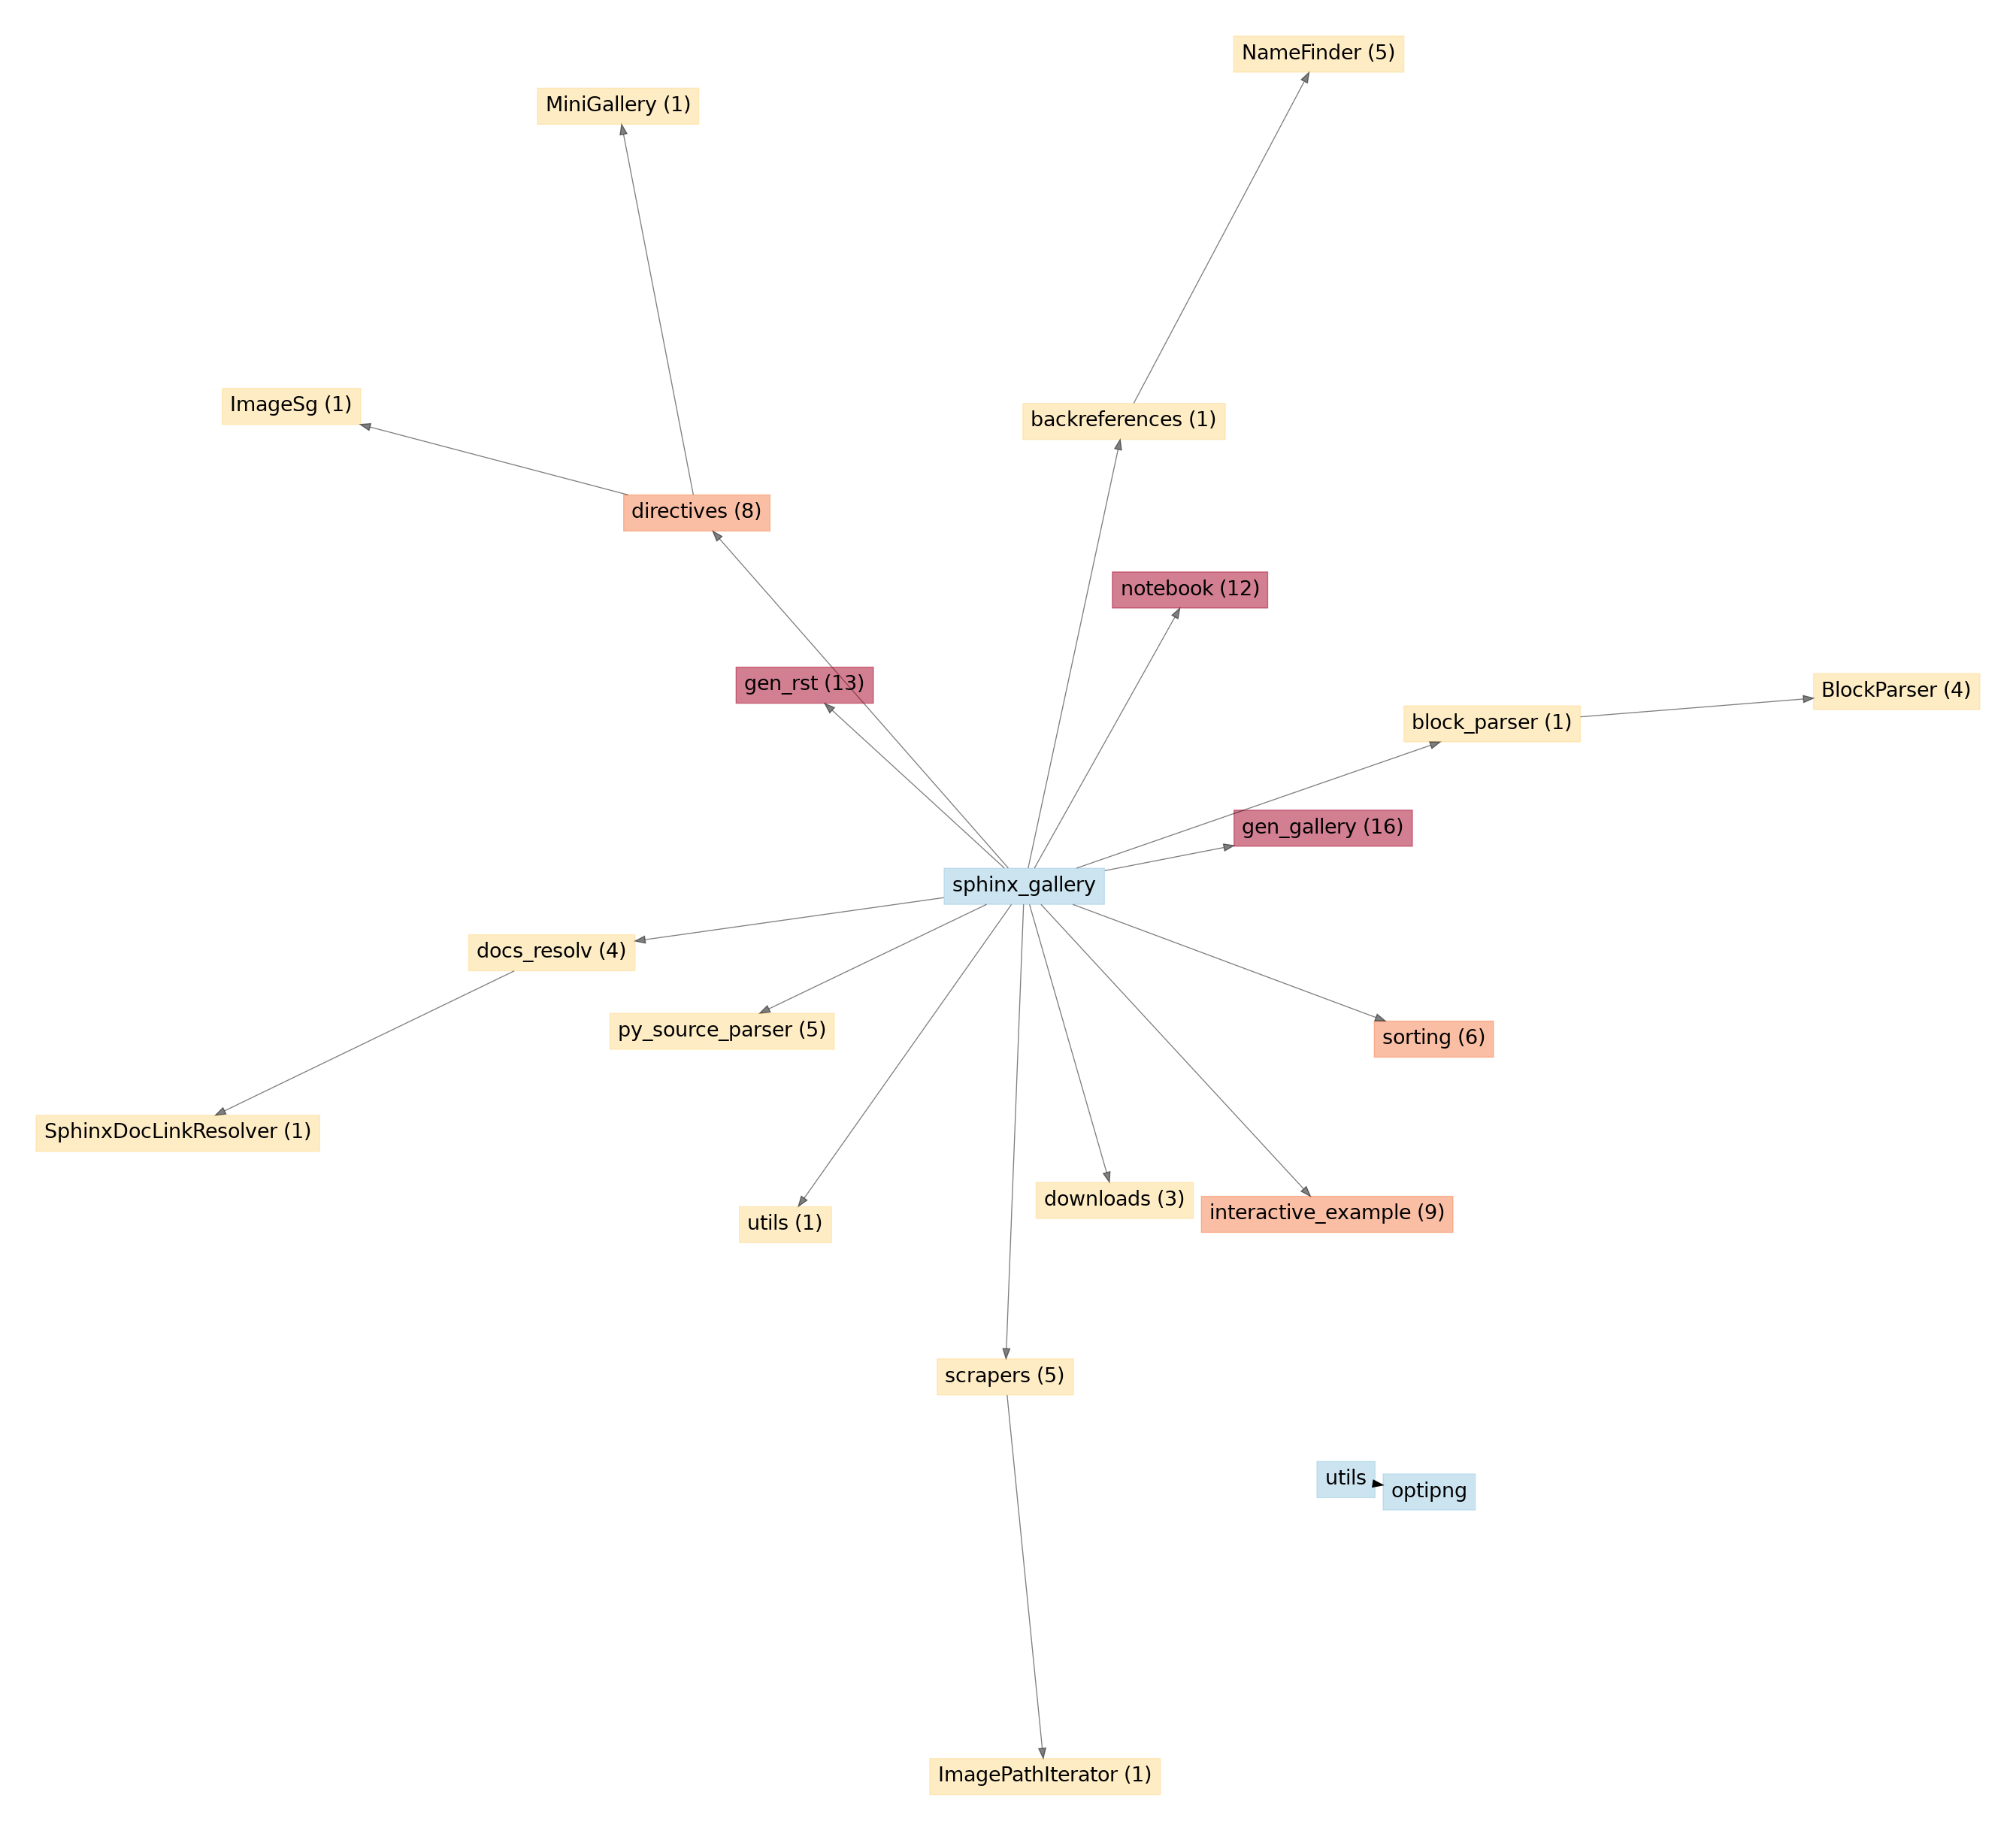 NameFinder (5)
MiniGallery (1)
ImageSg (1)
backreferences (1)
directives (8)
notebook (12)
gen_rst (13)
BlockParser (4)
block_parser (1)
gen_gallery (16)
sphinx_gallery
docs_resolv (4)
py_source_parser (5)
sorting (6)
SphinxDocLinkResolver (1)
downloads (3)
interactive_example (9)
utils (1)
scrapers (5)
utils
optipng
ImagePathIterator (1)